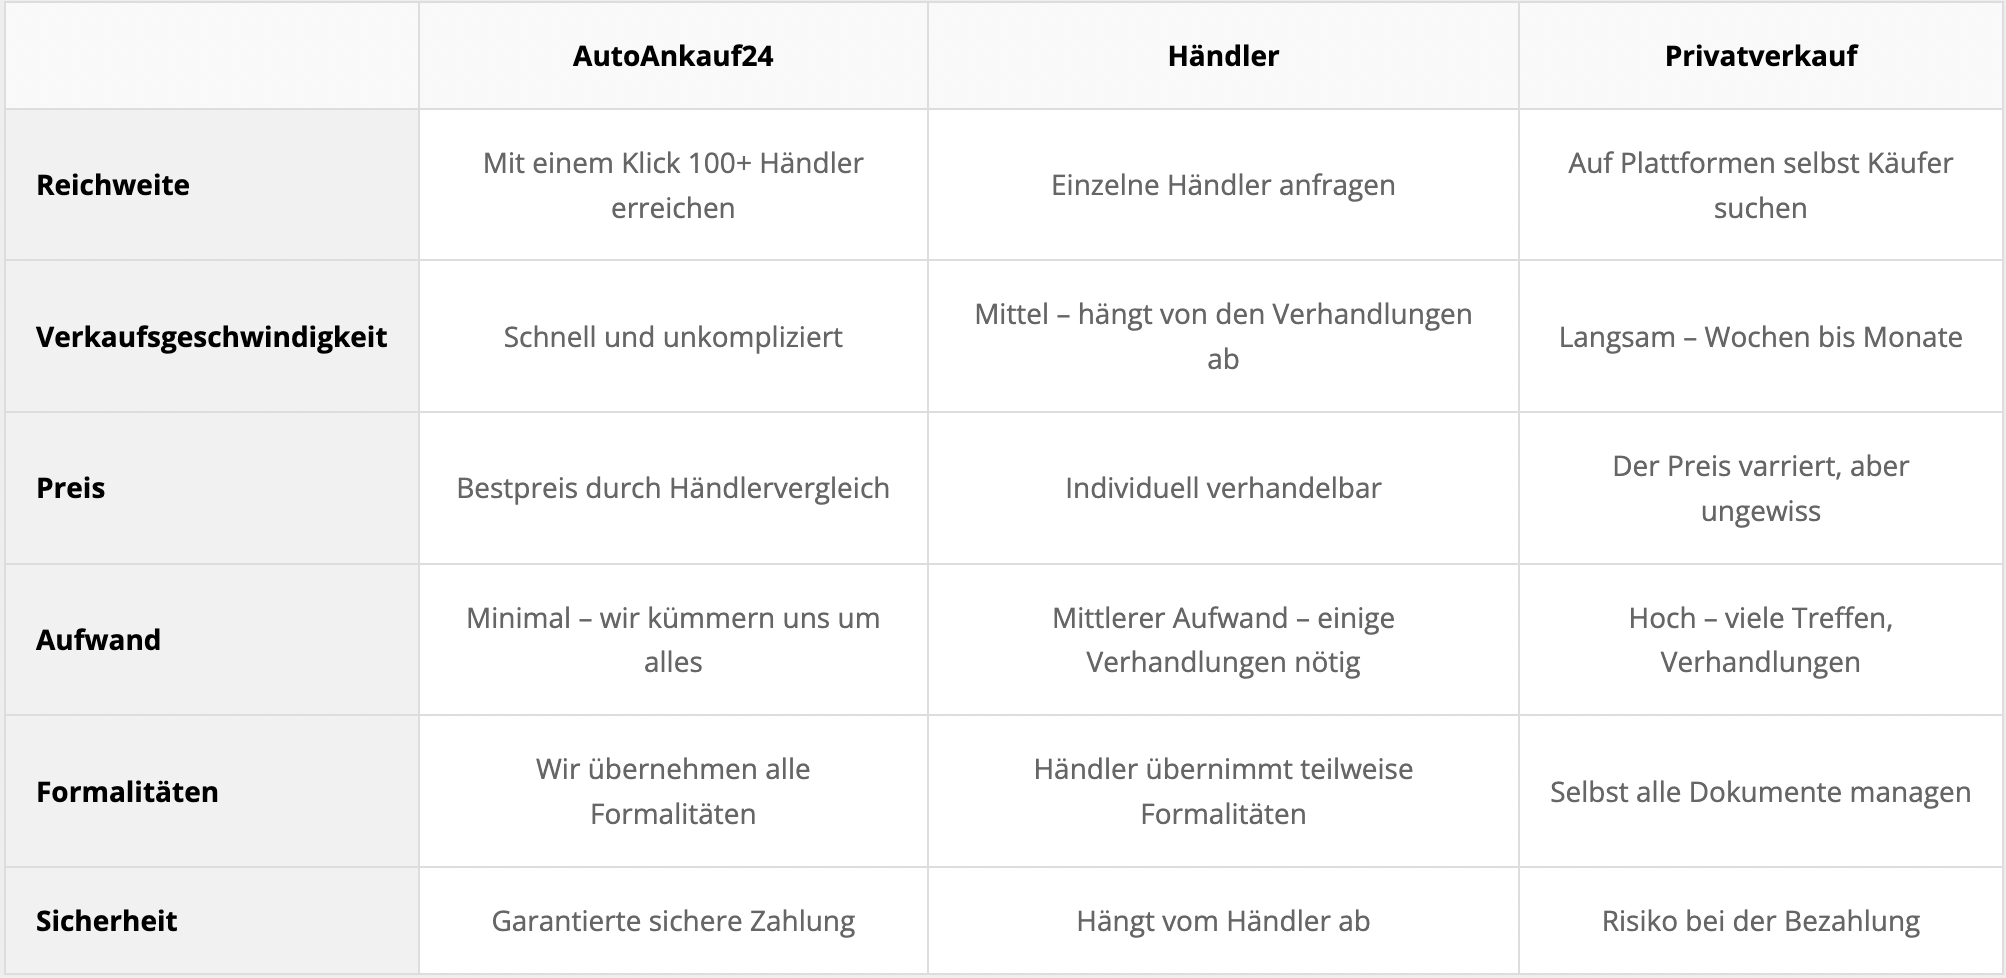 AutoAnkauf24 Händler Privatverkauf
Reichweite
Mit einem Klick 100+ Händler
erreichen
Einzelne Händler anfragen
Auf Plattformen selbst Käufer
suchen
Verkaufsgeschwindigkeit
Schnell und unkompliziert
Mittel – hängt von den Verhandlungen
ab
Langsam – Wochen bis Monate
Preis
Bestpreis durch Händlervergleich
Individuell verhandelbar
Der Preis varriert, aber
ungewiss
Aufwand
Minimal – wir kümmern uns um
alles
Mittlerer Aufwand – einige
Verhandlungen nötig
Hoch – viele Treffen,
Verhandlungen
Formalitäten
Wir übernehmen alle
Formalitäten
Händler übernimmt teilweise
Formalitäten
Selbst alle Dokumente managen
Sicherheit
Garantierte sichere Zahlung
Hängt vom Händler ab
Risiko bei der Bezahlung